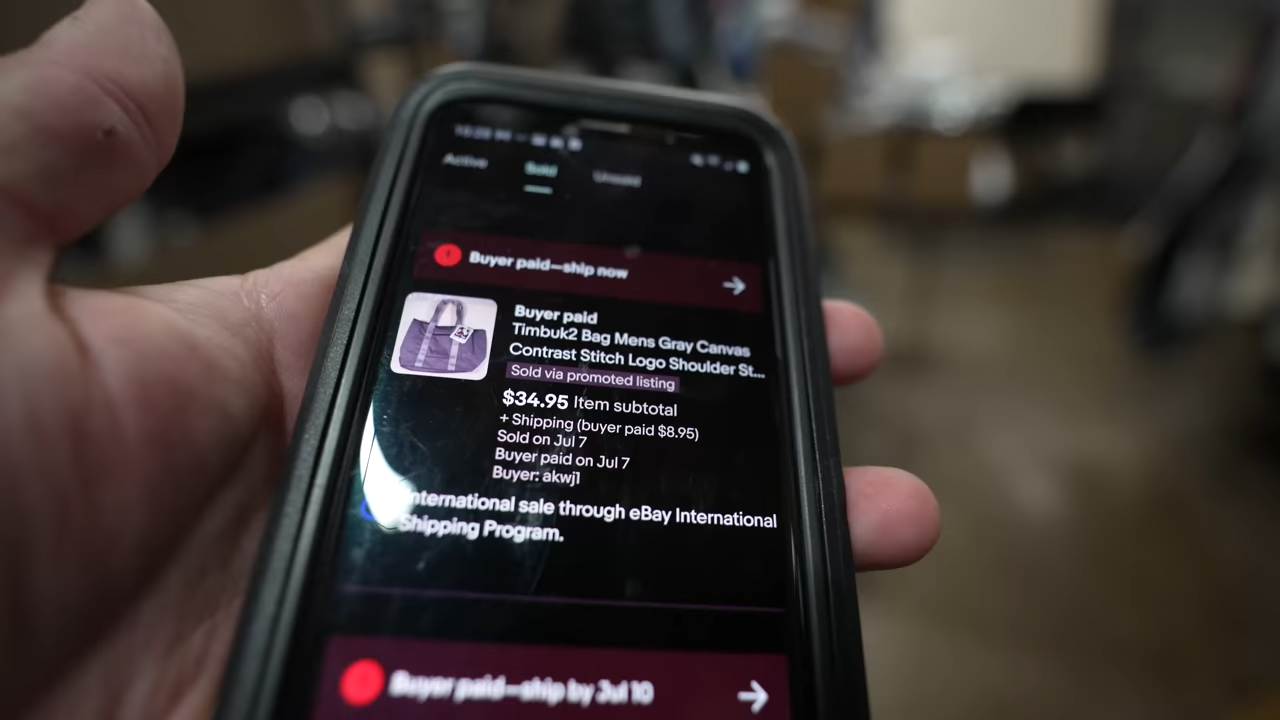 Active Sold Unsold
Buyer paid—ship now
Buyer paid
Timbuk2 Bag Mens Gray Canvas
Contrast Stitch Logo Shoulder St...
Sold via promoted listing
$34.95 Item subtotal
+ Shipping (buyer paid $8.95)
Sold on Jul 7
Buyer paid on Jul 7
Buyer: akwj1
International sale through eBay International
Shipping Program.
Buyer paid—ship by Jul 10